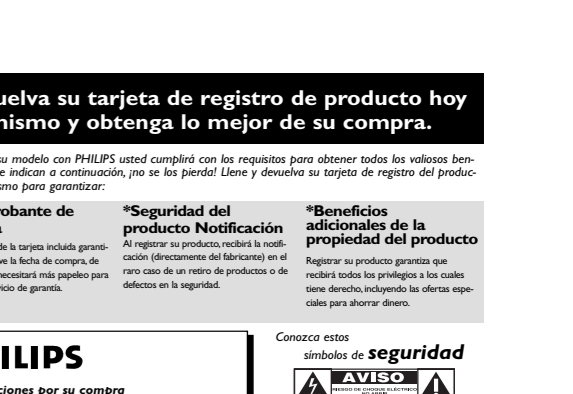 uelva su tarjeta de registro de producto hoy
nismo y obtenga lo mejor de su compra.
su modelo con PHILIPS usted cumplirá con los requisitos para obtener todos los valiosos ben-
e indican a continuación, ¡no se los pierda! Llene y devuelva su tarjeta de registro del produc-
smo para garantizar:
obante de
a
de la tarjeta incluida garanti-
ve la fecha de compra, de
necesitará más papeleo para
vicio de garantía.
*Seguridad del
producto Notificación
Al registrar su producto, recibirá la notifi-
cación (directamente del fabricante) en el
raro caso de un retiro de productos o de
defectos en la seguridad.
*Beneficios
adicionales de la
propiedad del producto
Registrar su producto garantiza que
recibirá todos los privilegios a los cuales
tiene derecho, incluyendo las ofertas espe-
ciales para ahorrar dinero.
ILIPS
ciones por su compra
Conozca estos
símbolos de seguridad
AVISO
RIESGO DE CHOQUE ELÉCTRICO
NO ABRIR